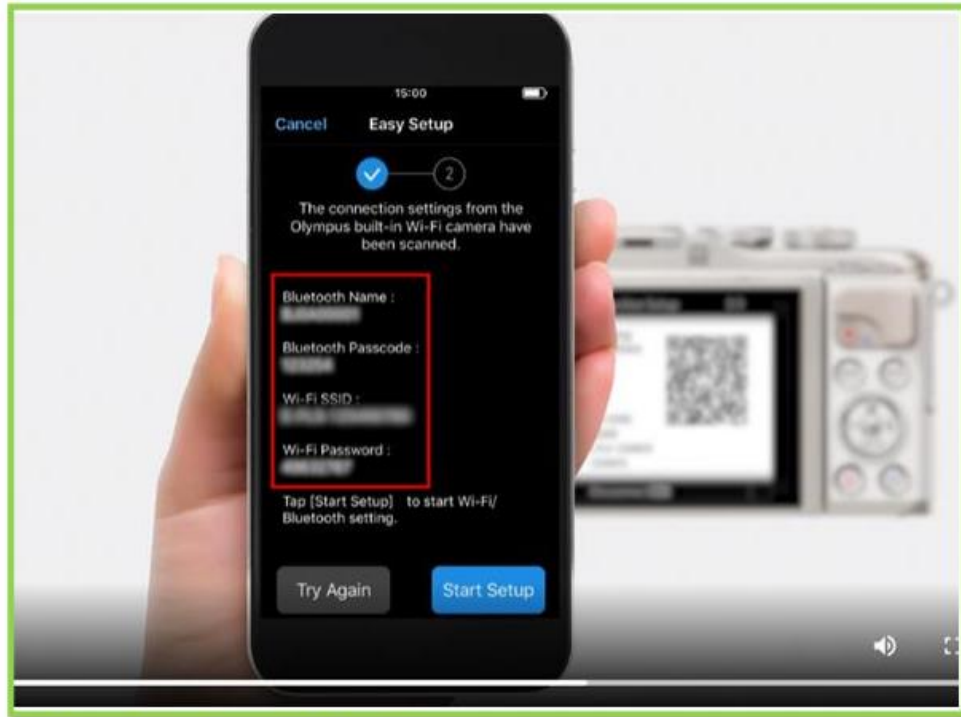 15:00
Cancel Easy Setup
2
The connection settings from the
Olympus built-in Wi-Fi camera have
been scanned.
Bluetooth Name :
Bluetooth Passcode :
Wi-Fi SSID :
Wi-Fi Password :
Tap [Start Setup] to start Wi-Fi/
Bluetooth setting.
Try Again Start Setup